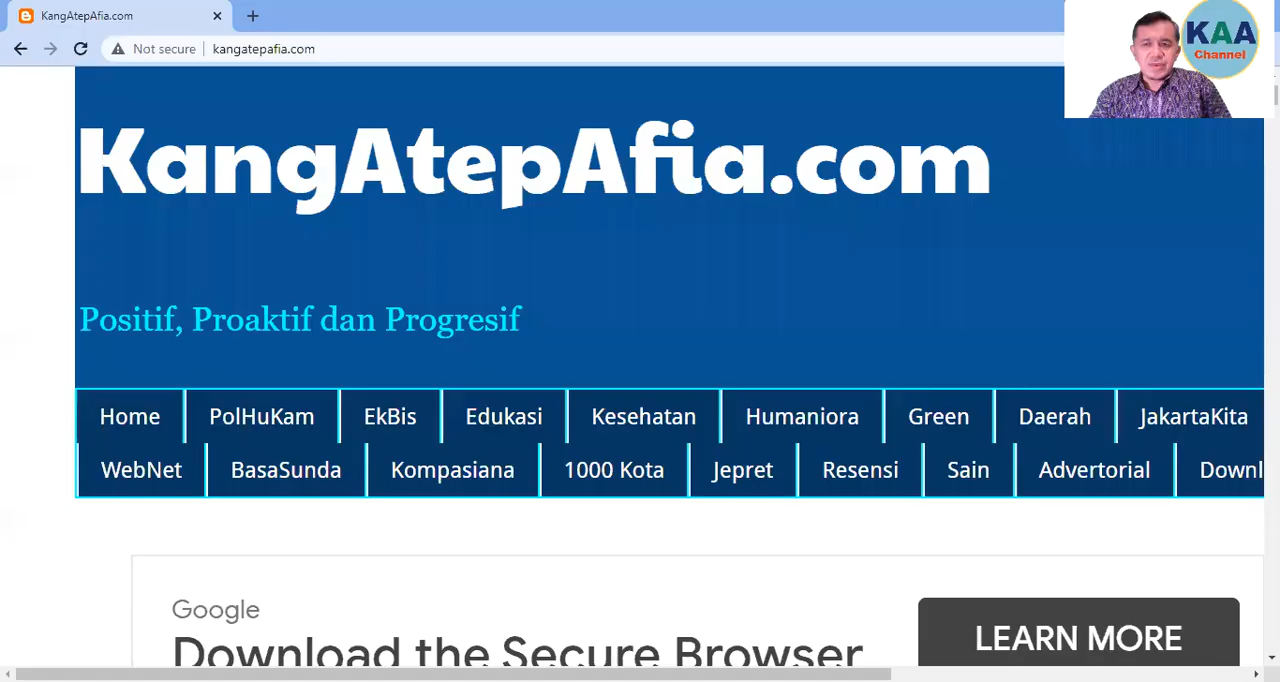 KangAtepAfia.com
Not secure kangatepafia.com
KAA
Channel
KangAtepAfia.com
Positif, Proaktif dan Progresif
Home PolHuKam EkBis Edukasi Kesehatan Humaniora Green Daerah JakartaKita
WebNet BasaSunda Kompasiana 1000 Kota Jepret Resensi Sain Advertorial Downl
Google
Download the Secure Browser
LEARN MORE